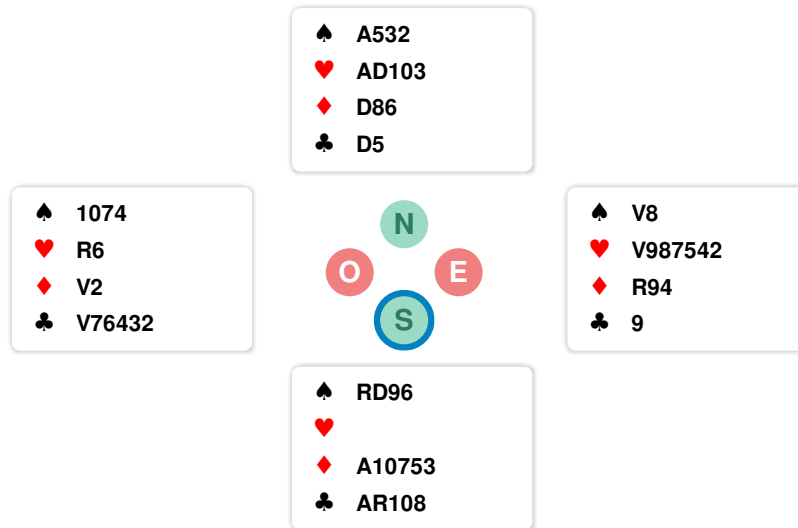 ♠ A532
♥ AD103
♦ D86
♣ D5
♠ 1074
♥ R6
♦ V2
♣ V76432
N
O
E
S
♠ V8
♥ V987542
♦ R94
♣ 9
♠ RD96
♥
♦ A10753
♣ AR108